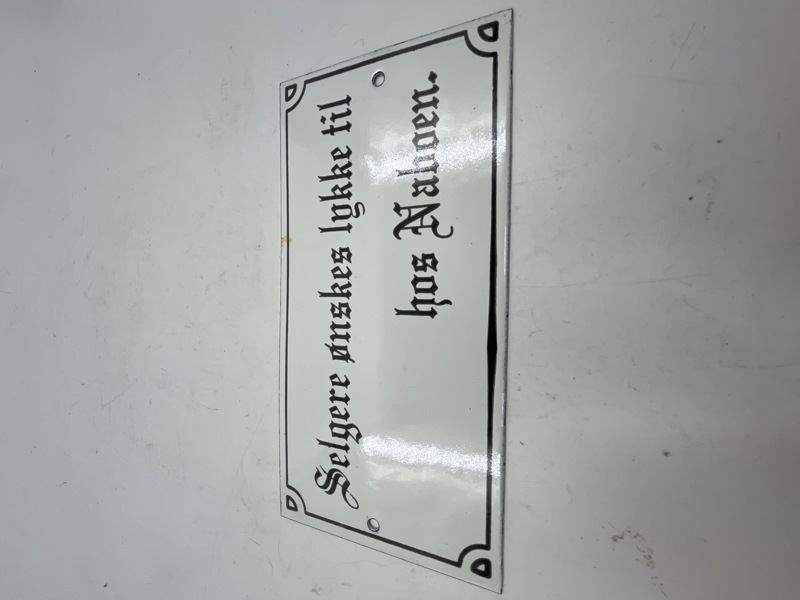 Selgere ønskes lykke til
hos Naboen.